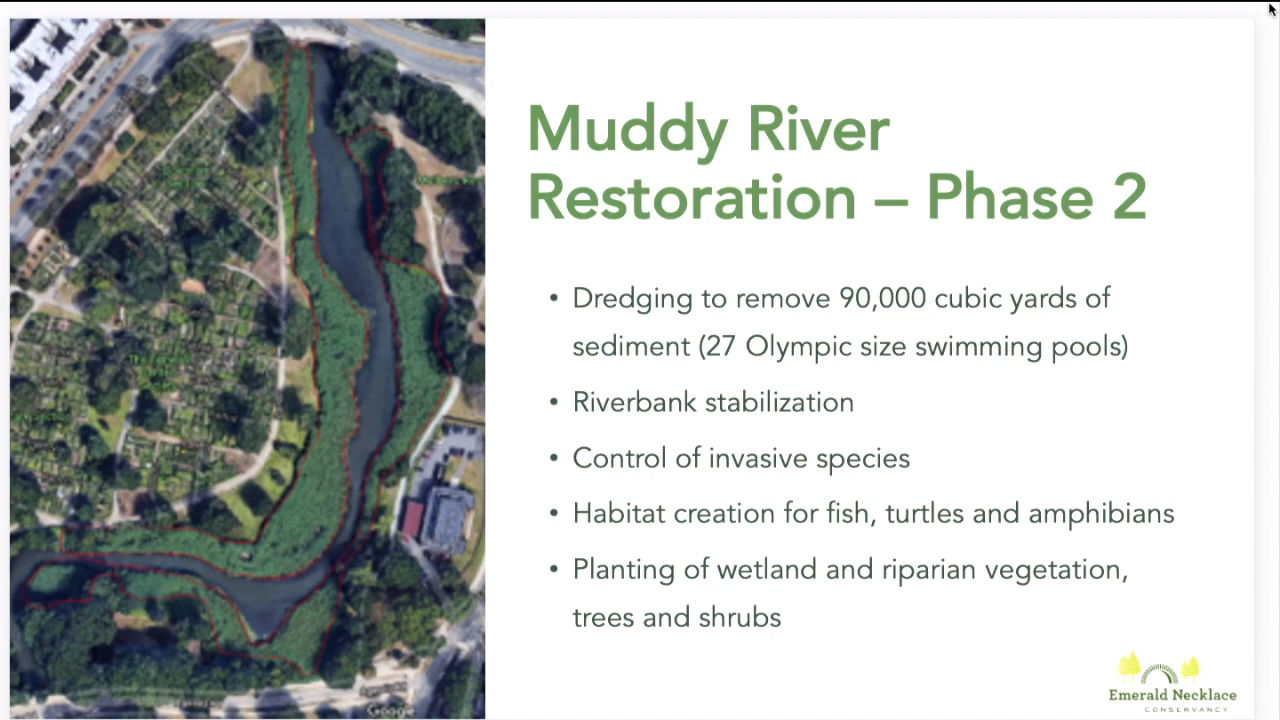 Muddy River
Restoration – Phase 2
• Dredging to remove 90,000 cubic yards of
sediment (27 Olympic size swimming pools)
• Riverbank stabilization
• Control of invasive species
• Habitat creation for fish, turtles and amphibians
• Planting of wetland and riparian vegetation,
trees and shrubs
Emerald Necklace
CONSERVANCY
Google